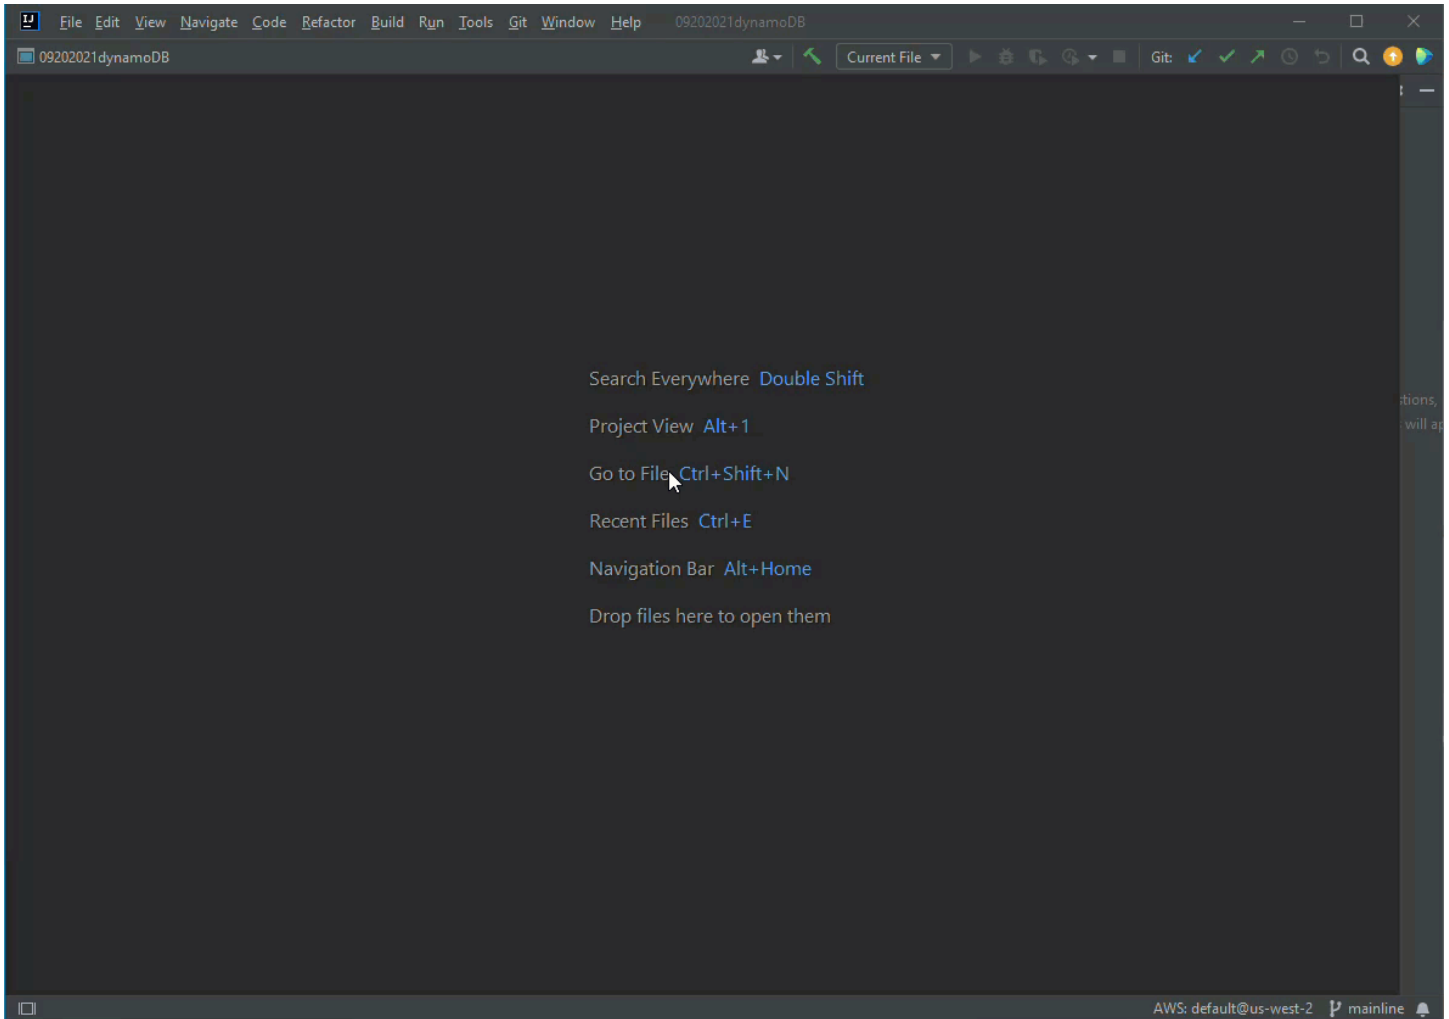 IJ File Edit View Navigate Code Refactor Build Run Tools Git Window Help 09202021dynamoDB
09202021dynamoDB Current File Git:
Search Everywhere Double Shift
Project View Alt+1
Go to File Ctrl+Shift+N
Recent Files Ctrl+E
Navigation Bar Alt+Home
Drop files here to open them
will
AWS: default@us-west-2 mainline